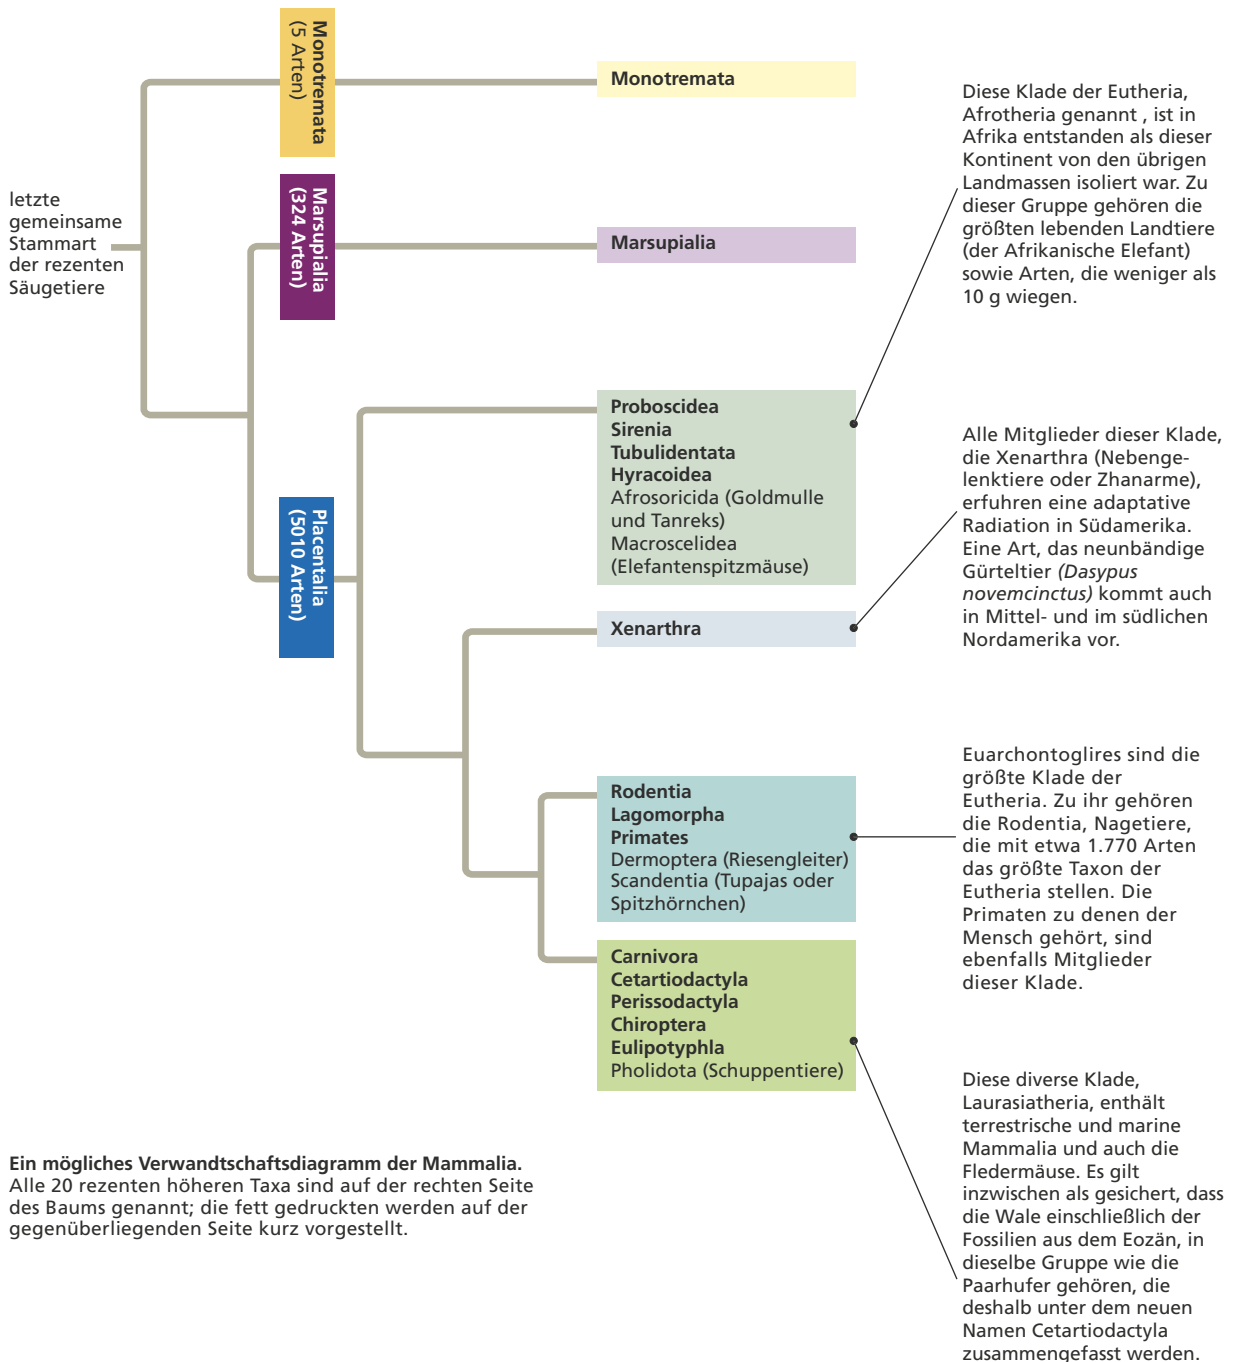 letzte
gemeinsame
Stammart
der rezenten
Säugetiere
Monotremata
(5 Arten)
Marsupialia
(324 Arten)
Placentalia
(5010 Arten)
Monotremata
Marsupialia
Proboscidea
Sirenia
Tubulidentata
Hyracoidea
Afrosoricida (Goldmulle
und Tanreks)
Macroscelidea
(Elefantenspitzmäuse)
Xenarthra
Rodentia
Lagomorpha
Primates
Dermoptera (Riesengleiter)
Scandentia (Tupajas oder
Spitzhörnchen)
Carnivora
Cetartiodactyla
Perissodactyla
Chiroptera
Eulipotyphla
Pholidota (Schuppentiere)
Diese Klade der Eutheria,
Afrotheria genannt , ist in
Afrika entstanden als dieser
Kontinent von den übrigen
Landmassen isoliert war. Zu
dieser Gruppe gehören die
größten lebenden Landtiere
(der Afrikanische Elefant)
sowie Arten, die weniger als
10 g wiegen.
Alle Mitglieder dieser Klade,
die Xenarthra (Nebenge-
lenktiere oder Zhanarme),
erfuhren eine adaptative
Radiation in Südamerika.
Eine Art, das neunbändige
Gürteltier (Dasypus
novemcinctus) kommt auch
in Mittel- und im südlichen
Nordamerika vor.
Euarchontoglires sind die
größte Klade der
Eutheria. Zu ihr gehören
die Rodentia, Nagetiere,
die mit etwa 1.770 Arten
das größte Taxon der
Eutheria stellen. Die
Primaten zu denen der
Mensch gehört, sind
ebenfalls Mitglieder
dieser Klade.
Diese diverse Klade,
Laurasiatheria, enthält
terrestrische und marine
Mammalia und auch die
Fledermäuse. Es gilt
inzwischen als gesichert, dass
die Wale einschließlich der
Fossilien aus dem Eozän, in
dieselbe Gruppe wie die
Paarhufer gehören, die
deshalb unter dem neuen
Namen Cetartiodactyla
zusammengefasst werden.
Ein mögliches Verwandtschaftsdiagramm der Mammalia.
Alle 20 rezenten höheren Taxa sind auf der rechten Seite
des Baums genannt; die fett gedruckten werden auf der
gegenüberliegenden Seite kurz vorgestellt.